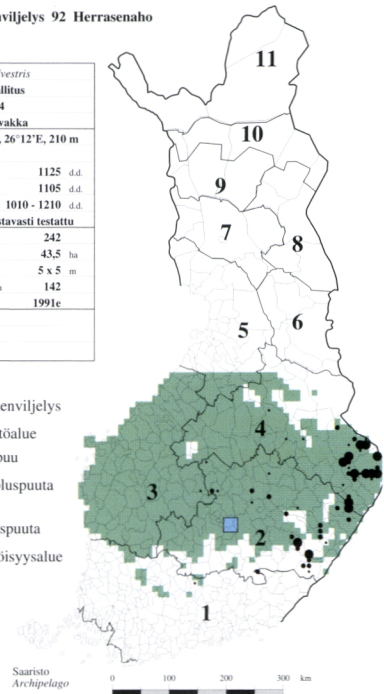 nviljelys 92 Herrasenaho
vestris
llitus
4
vakka
, 26°12'E, 210 m
1125 d.d.
1105 d.d.
1010 - 1210 d.d.
stavasti testattu
242
43,5 ha
5 x 5 m
142
1991e
enviljelys
töalue
puu
oluspuuta
spuuta
öisyysalue
11
10
9
7
8
6
5
4
3
2
1
Saaristo
Archipelago
0 100 200 300 km